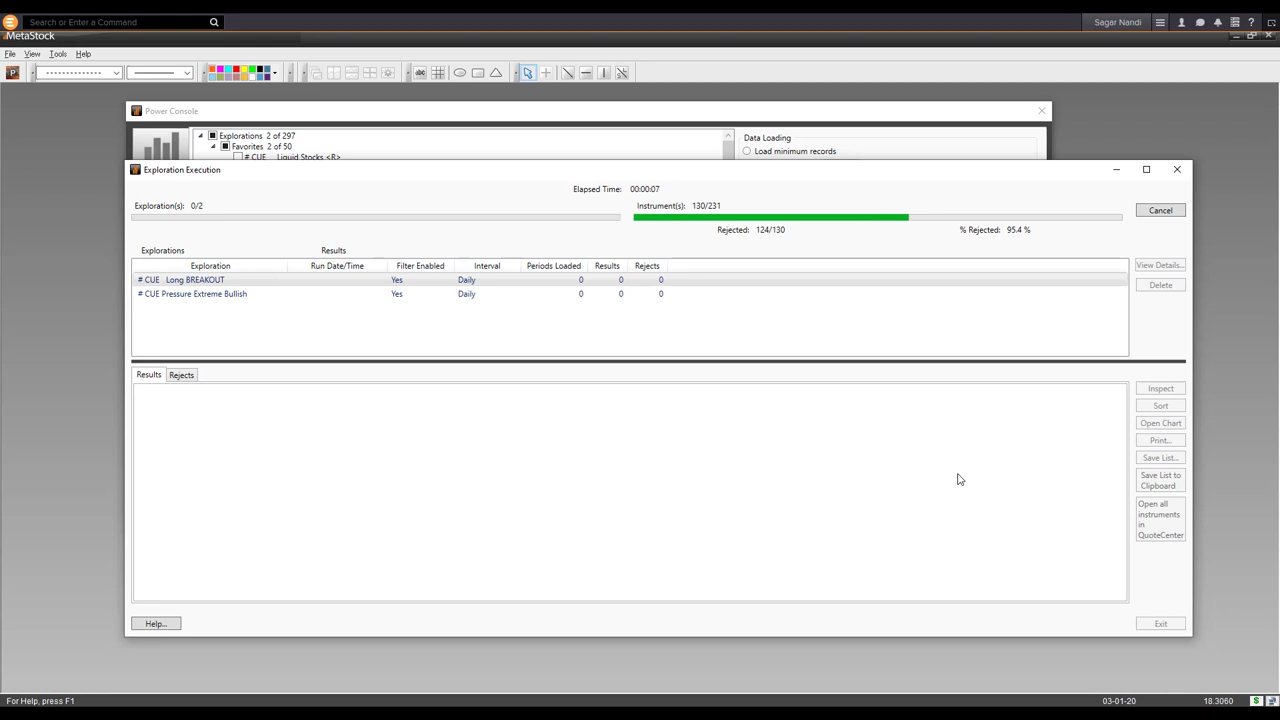 Search or Enter a Command
Sagar Nandi
MetaStock
File View Tools Help
Power Console
Explorations 2 of 297
Favorites 2 of 50
# CUE Liquid Stocks <R>
Data Loading
Load minimum records
Exploration Execution
Elapsed Time: 00:00:07
Exploration(s): 0/2
Instrument(s): 130/231
Cancel
Rejected: 124/130
% Rejected: 95.4 %
Explorations Results
Exploration Run Date/Time Filter Enabled Interval Periods Loaded Results Rejects
View Details...
# CUE Long BREAKOUT Yes Daily 0 0 0
Delete
# CUE Pressure Extreme Bullish Yes Daily 0 0 0
Results Rejects
Inspect
Sort
Open Chart
Print...
Save List...
Save List to
Clipboard
Open all
instruments
in
QuoteCenter
Help...
Exit
For Help, press F1
03-01-20
18.3060